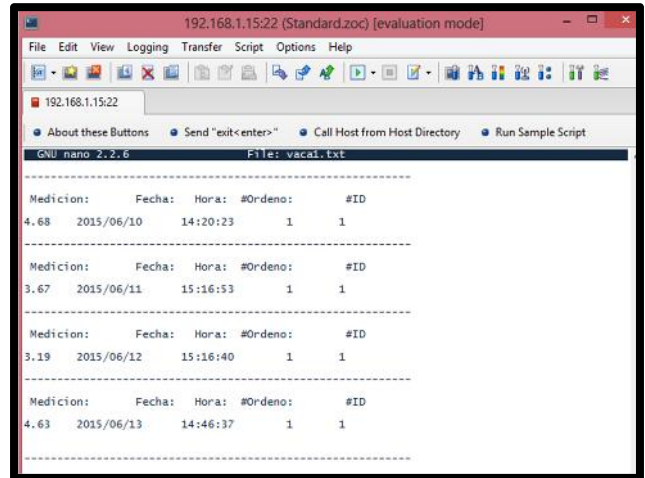 192.168.1.15:22 (Standard.zoc) [evaluation mode]
File Edit View Logging Transfer Script Options Help
192.168.1.15:22
About these Buttons Send "exit<enter>" Call Host from Host Directory Run Sample Script
GNU nano 2.2.6 File: vaca1.txt
------------------------------------------------------------
Medicion: Fecha: Hora: #Ordeno: #ID
4.68 2015/06/10 14:20:23 1 1
------------------------------------------------------------
Medicion: Fecha: Hora: #Ordeno: #ID
3.67 2015/06/11 15:16:53 1 1
------------------------------------------------------------
Medicion: Fecha: Hora: #Ordeno: #ID
3.19 2015/06/12 15:16:40 1 1
------------------------------------------------------------
Medicion: Fecha: Hora: #Ordeno: #ID
4.63 2015/06/13 14:46:37 1 1
------------------------------------------------------------